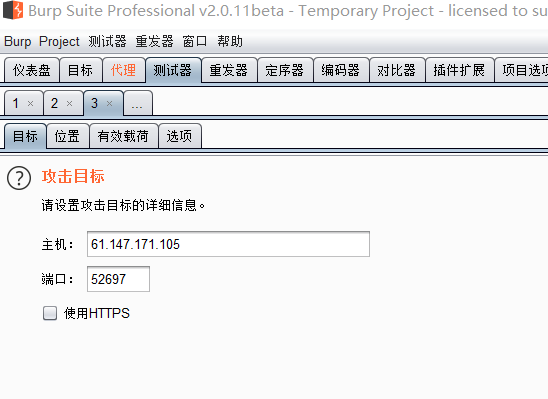 Burp Suite Professional v2.0.11beta - Temporary Project - licensed to su
Burp Project 测试器 重发器 窗口 帮助
仪表盘 目标 代理 测试器 重发器 定序器 编码器 对比器 插件扩展 项目选项
1 × 2 × 3 × ...
目标 位置 有效载荷 选项
? 攻击目标
请设置攻击目标的详细信息。
主机: 61.147.171.105
端口: 52697
使用HTTPS